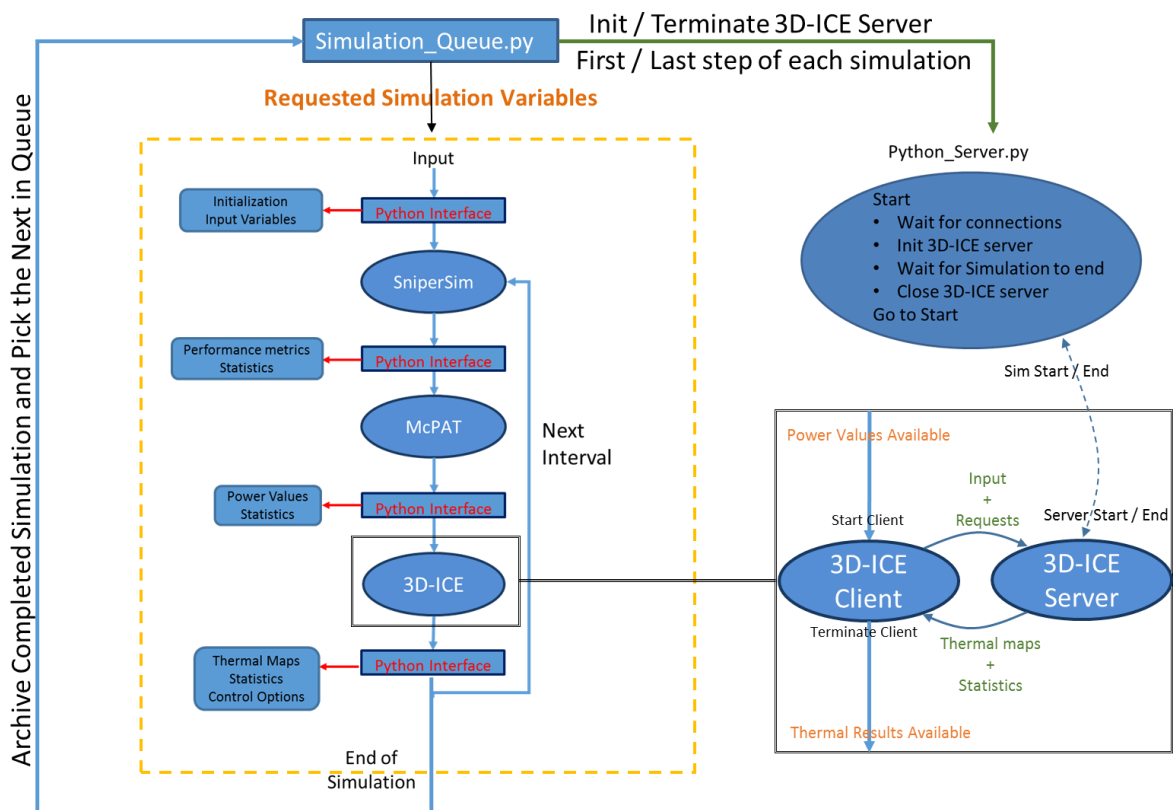 Archive Completed Simulation and Pick the Next in Queue
Simulation_Queue.py
Init / Terminate 3D-ICE Server
First / Last step of each simulation
Requested Simulation Variables
Input
Python Interface
Initialization
Input Variables
SniperSim
Python Interface
Performance metrics
Statistics
McPAT
Next
Interval
Python Interface
Power Values
Statistics
3D-ICE
Python Interface
Thermal Maps
Statistics
Control Options
End of
Simulation
Python_Server.py
Start
• Wait for connections
• Init 3D-ICE server
• Wait for Simulation to end
• Close 3D-ICE server
Go to Start
Sim Start / End
Power Values Available
Input
+
Requests
Start Client
Server Start / End
3D-ICE
Client
3D-ICE
Server
Terminate Client
Thermal maps
+
Statistics
Thermal Results Available